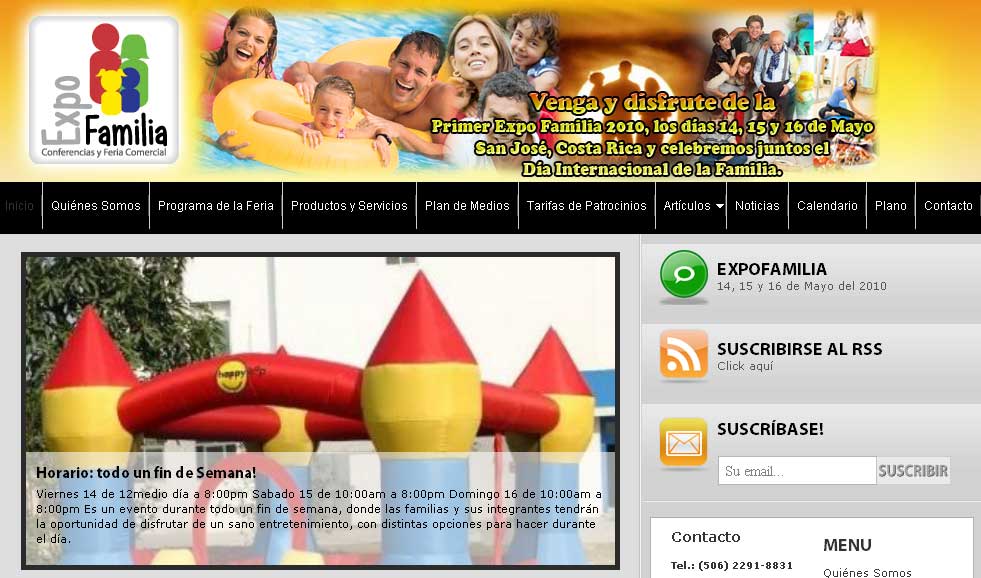 Expo
Familia
Conferencias y Feria Comercial
Venga y disfrute de la
Primer Expo Familia 2010, los días 14, 15 y 16 de Mayo
San José, Costa Rica y celebremos juntos el
Día Internacional de la Familia.
Inicio Quiénes Somos Programa de la Feria Productos y Servicios Plan de Medios Tarifas de Patrocinios Artículos Noticias Calendario Plano Contacto
Horario: todo un fin de Semana!
Viernes 14 de 12medio día a 8:00pm Sabado 15 de 10:00am a 8:00pm Domingo 16 de 10:00am a
8:00pm Es un evento durante todo un fin de semana, donde las familias y sus integrantes tendrán
la oportunidad de disfrutar de un sano entretenimiento, con distintas opciones para hacer durante
el día.
EXPOFAMILIA
14, 15 y 16 de Mayo del 2010
SUSCRIBIRSE AL RSS
Click aquí
SUSCRÍBASE!
Su email... SUSCRIBIR
Contacto
Tel.: (506) 2291-8831
MENU
Quiénes Somos